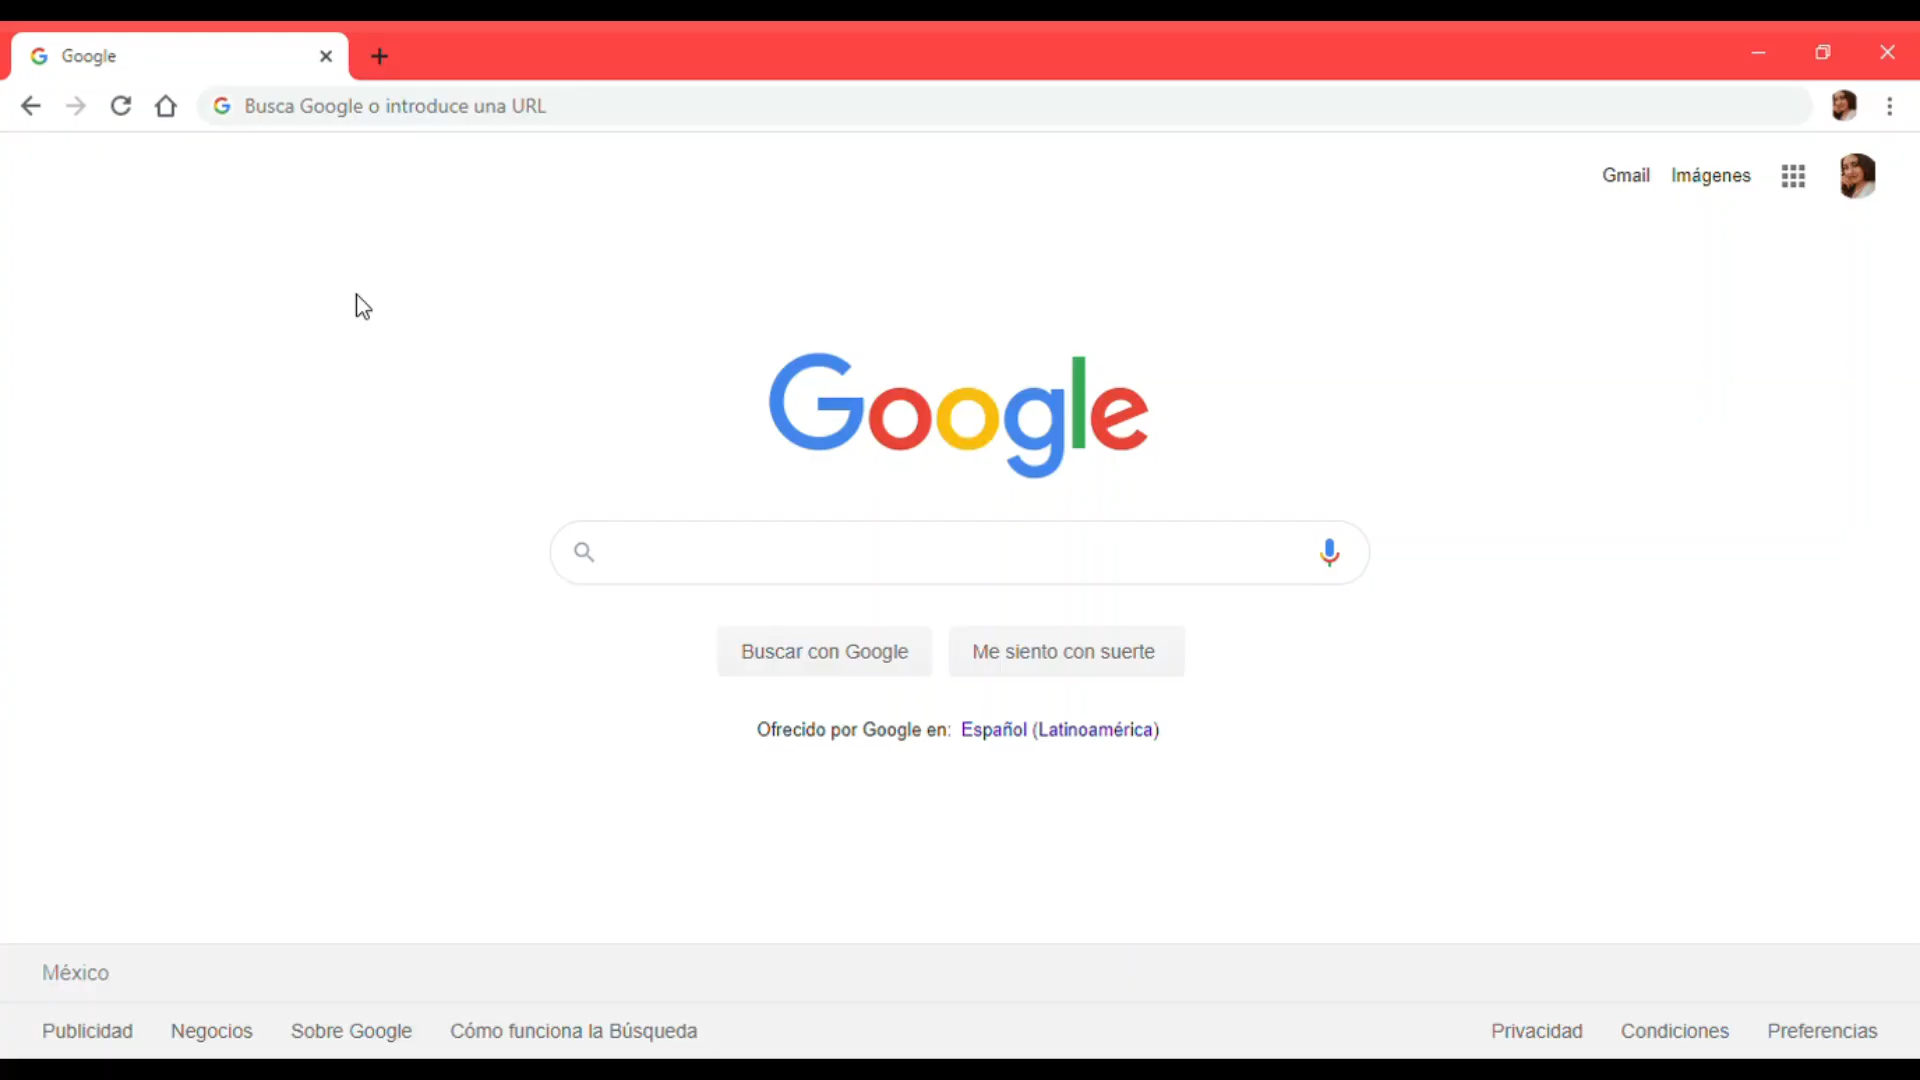 Google
Busca Google o introduce una URL
Gmail Imágenes
Google
Buscar con Google Me siento con suerte
Ofrecido por Google en: Español (Latinoamérica)
México
Publicidad Negocios Sobre Google Cómo funciona la Búsqueda Privacidad Condiciones Preferencias